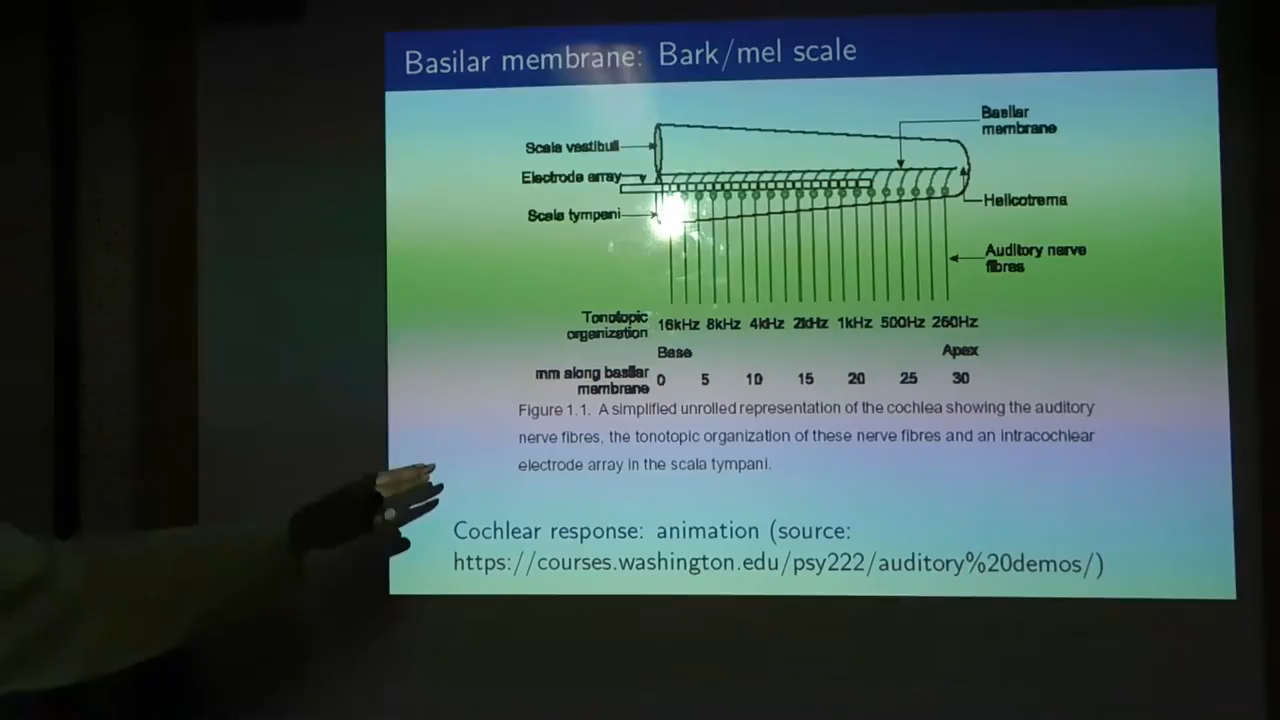 Basilar membrane: Bark/mel scale
Basilar
membrane
Scala vestibuli
Electrode array
Scala tympani
Helicotrema
Auditory nerve
fibres
Tonotopic
organization
16kHz 8kHz 4kHz 2kHz 1kHz 500Hz 250Hz
Base Apex
mm along basilar
membrane
0 5 10 15 20 25 30
Figure 1.1. A simplified unrolled representation of the cochlea showing the auditory
nerve fibres, the tonotopic organization of these nerve fibres and an intracochlear
electrode array in the scala tympani.
Cochlear response: animation (source:
https://courses.washington.edu/psy222/auditory%20demos/)